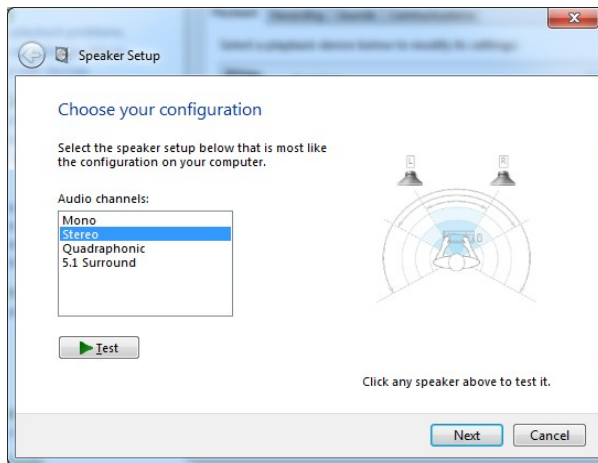 Speaker Setup
Choose your configuration
Select the speaker setup below that is most like
the configuration on your computer.
Audio channels:
Mono
Stereo
Quadraphonic
5.1 Surround
L
R
Test
Click any speaker above to test it.
Next
Cancel